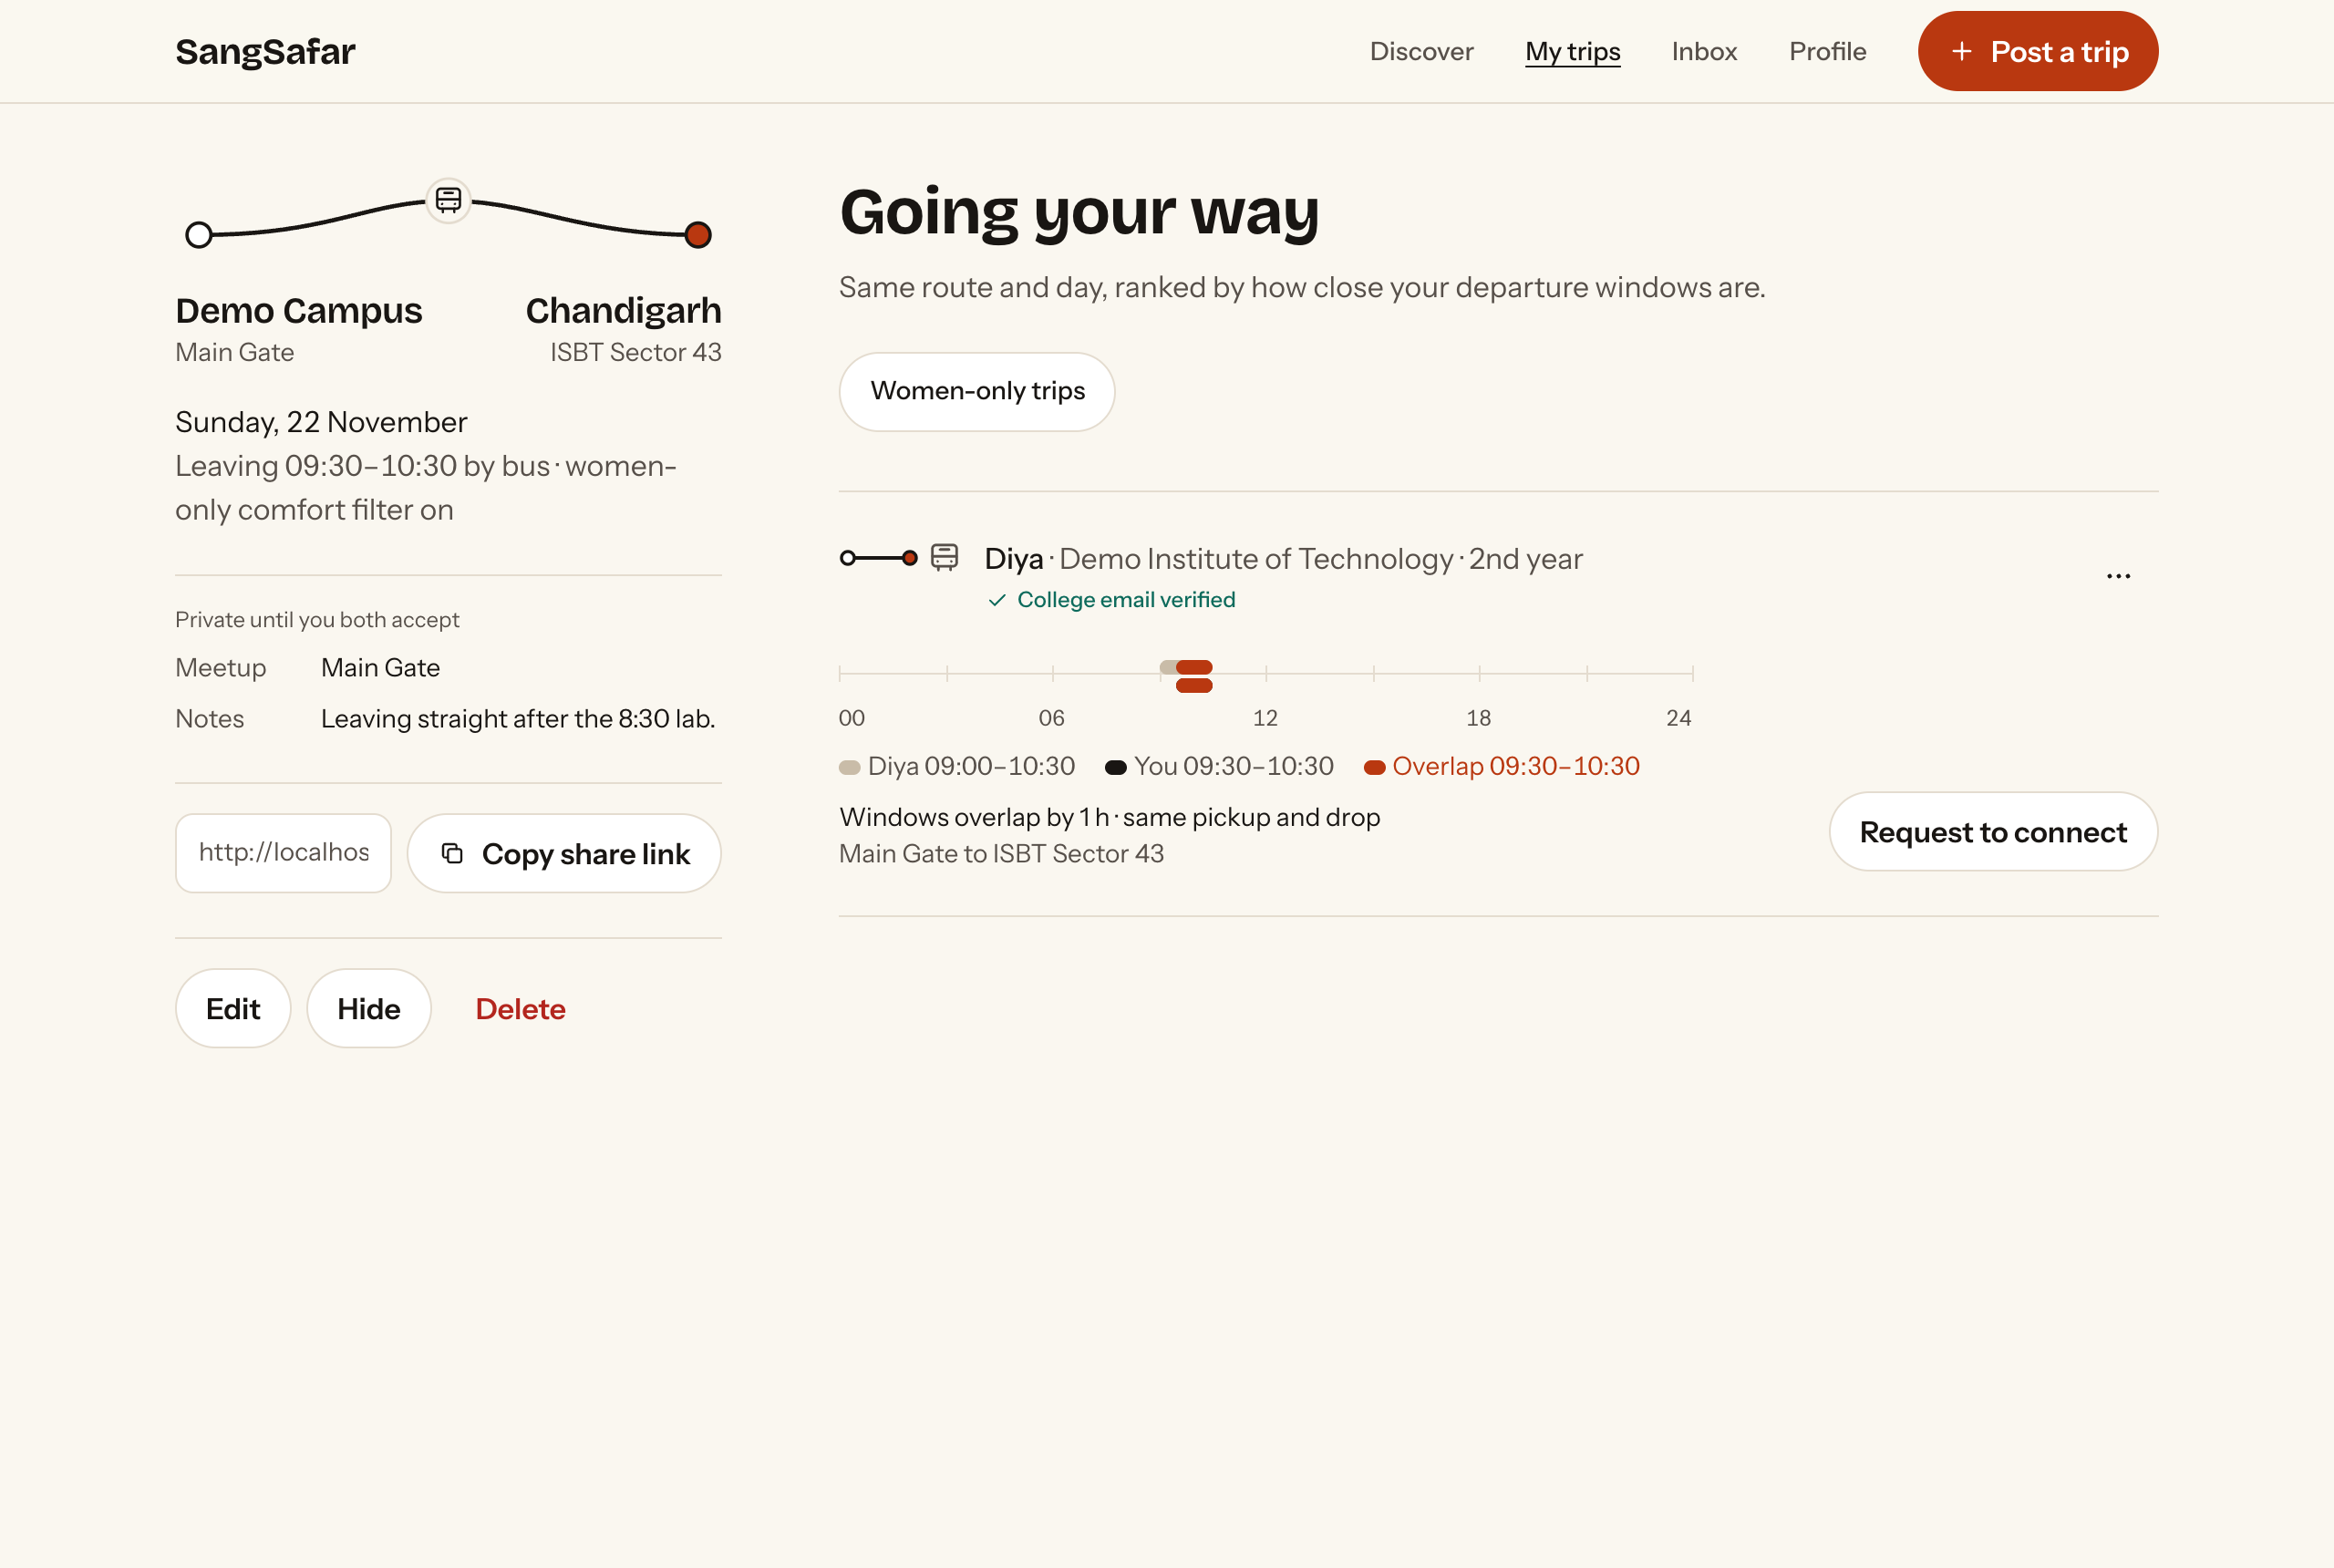 SangSafar
Discover
My trips
Inbox
Profile
Post a trip
Demo Campus
Main Gate
Chandigarh
ISBT Sector 43
Sunday, 22 November
Leaving 09:30–10:30 by bus · women-
only comfort filter on
Private until you both accept
Meetup
Main Gate
Notes
Leaving straight after the 8:30 lab.
http://localhos
Copy share link
Edit
Hide
Delete
Going your way
Same route and day, ranked by how close your departure windows are.
Women-only trips
Diya · Demo Institute of Technology · 2nd year
College email verified
00
06
12
18
24
Diya 09:00–10:30
You 09:30–10:30
Overlap 09:30–10:30
Windows overlap by 1 h · same pickup and drop
Main Gate to ISBT Sector 43
Request to connect